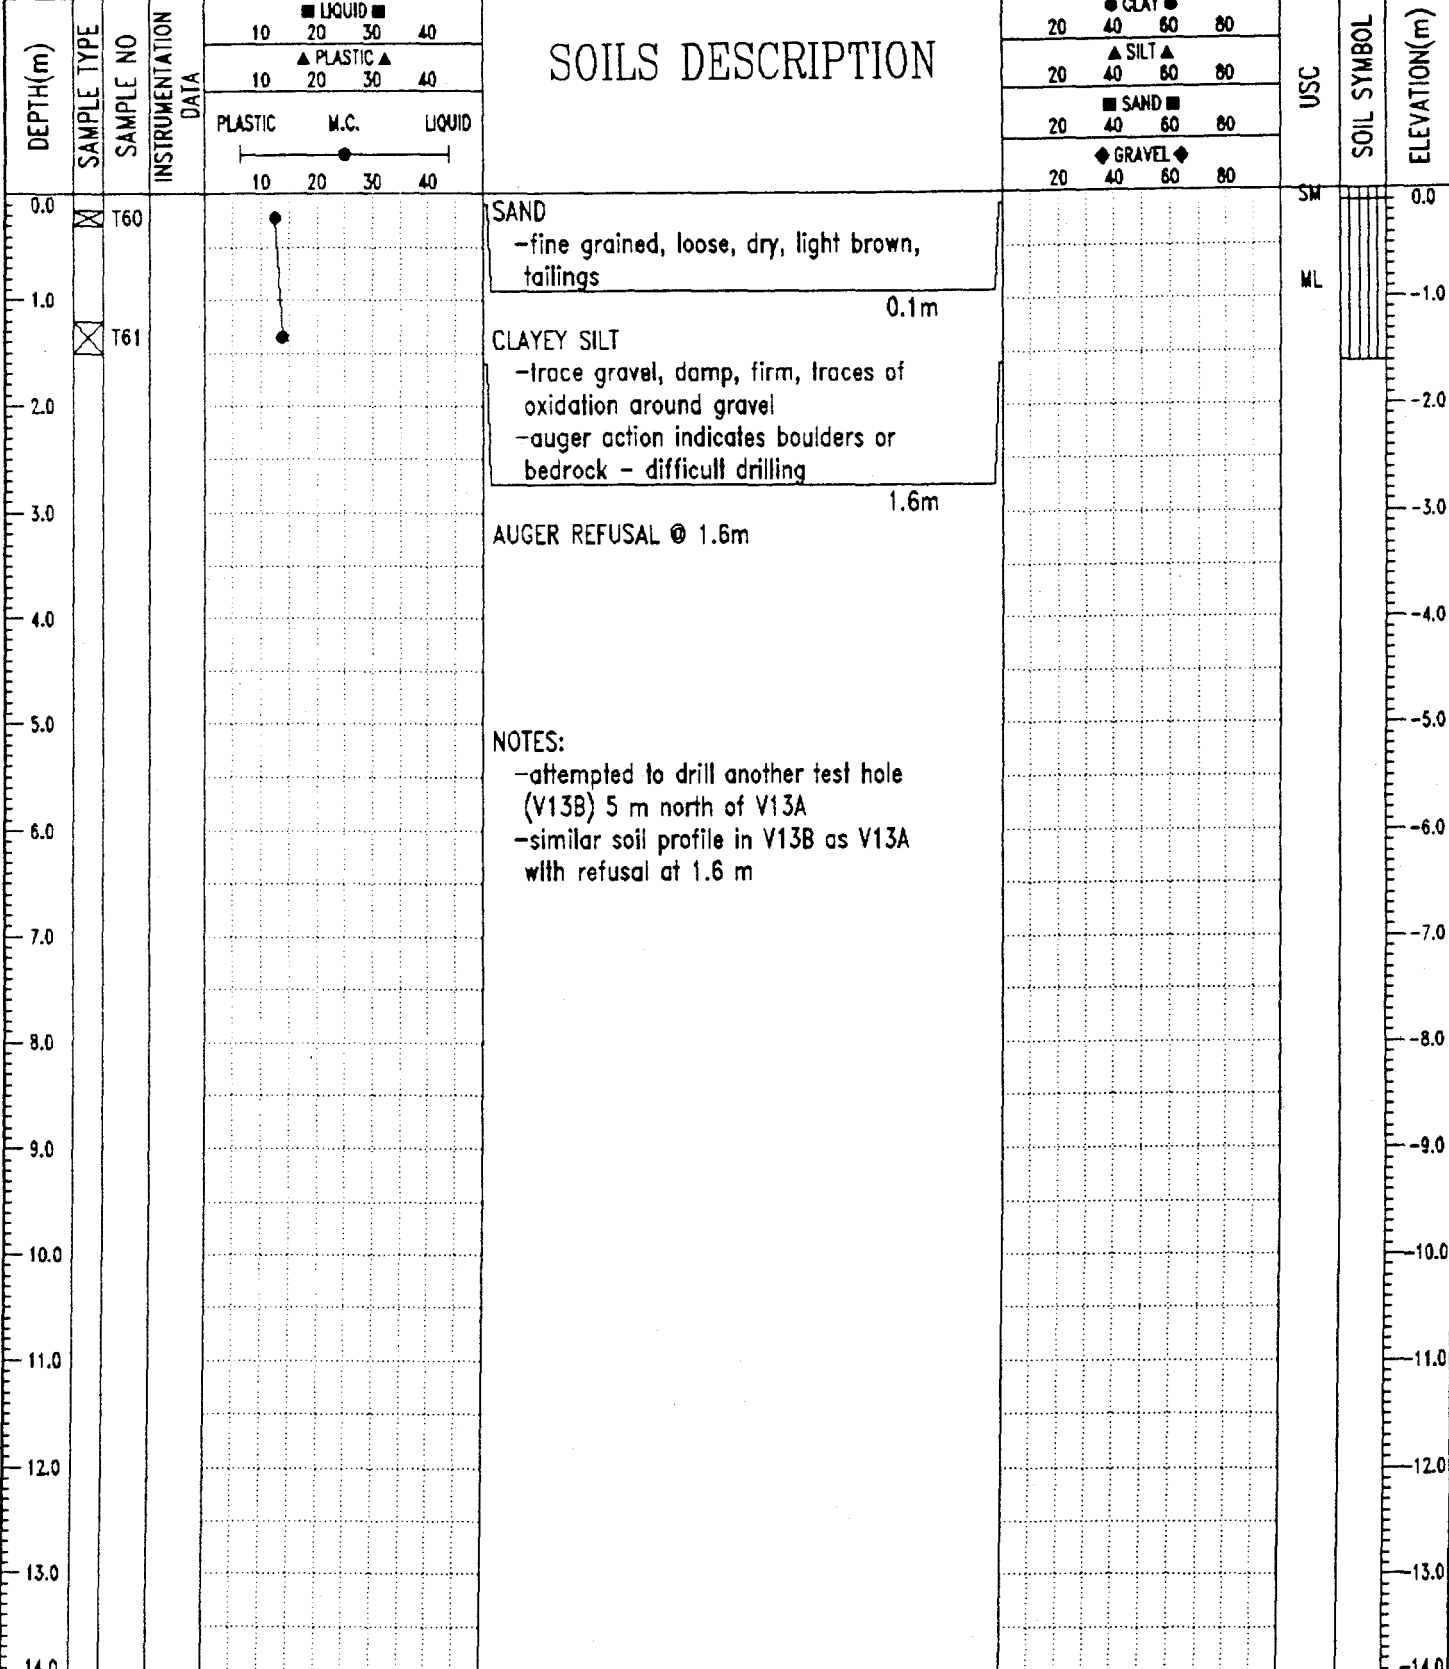 DEPTH(m)
SAMPLE TYPE
SAMPLE NO
INSTRUMENTATION
DATA
■ LIQUID ■
10 20 30 40
▲ PLASTIC ▲
10 20 30 40
PLASTIC M.C. LIQUID
10 20 30 40
SOILS DESCRIPTION
● CLAY ●
20 40 60 80
▲ SILT ▲
20 40 60 80
■ SAND ■
20 40 60 80
◆ GRAVEL ◆
20 40 60 80
USC
SOIL SYMBOL
ELEVATION(m)
0.0
1.0
2.0
3.0
4.0
5.0
6.0
7.0
8.0
9.0
10.0
11.0
12.0
13.0
14.0
T60
T61
SAND
-fine grained, loose, dry, light brown,
tailings
0.1m
CLAYEY SILT
-trace gravel, damp, firm, traces of
oxidation around gravel
-auger action indicates boulders or
bedrock - difficult drilling
1.6m
AUGER REFUSAL @ 1.6m
NOTES:
-attempted to drill another test hole
(V13B) 5 m north of V13A
-similar soil profile in V13B as V13A
with refusal at 1.6 m
SM
ML
0.0
-1.0
-2.0
-3.0
-4.0
-5.0
-6.0
-7.0
-8.0
-9.0
-10.0
-11.0
-12.0
-13.0
-14.0